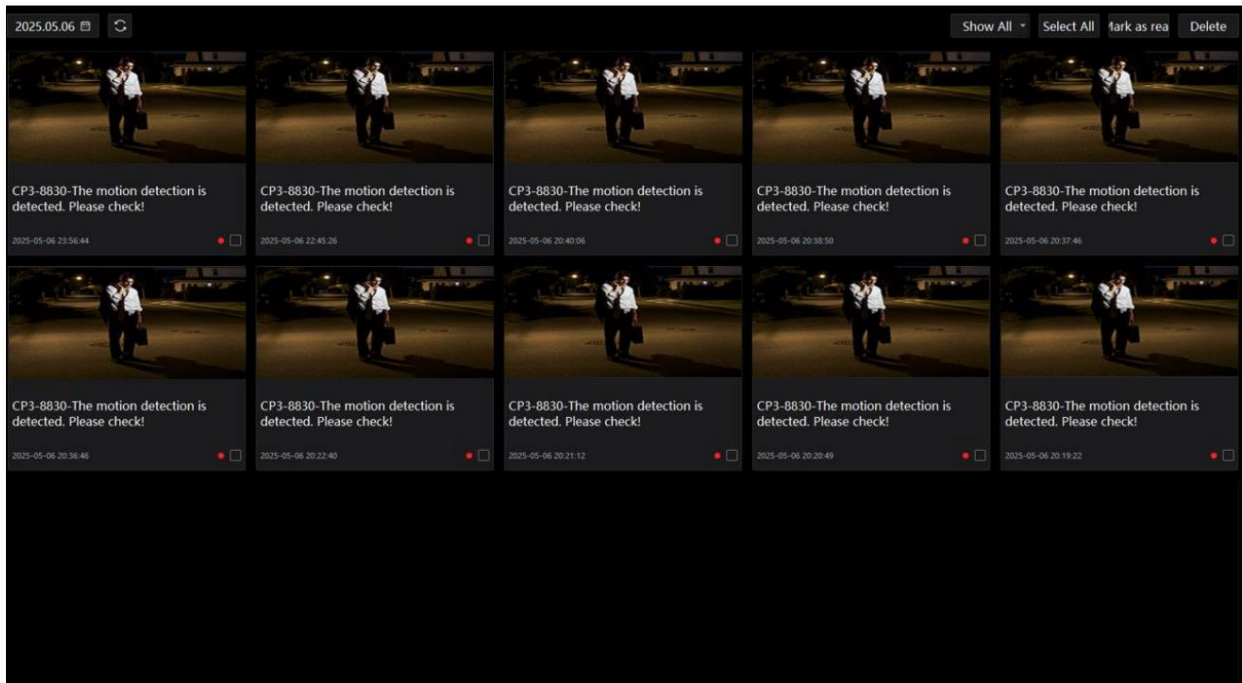 2025.05.06
Show All
Select All
Mark as rea
Delete
CP3-8830-The motion detection is
detected. Please check!
2025-05-06 23:56:44
CP3-8830-The motion detection is
detected. Please check!
2025-05-06 22:45:26
CP3-8830-The motion detection is
detected. Please check!
2025-05-06 20:40:06
CP3-8830-The motion detection is
detected. Please check!
2025-05-06 20:38:50
CP3-8830-The motion detection is
detected. Please check!
2025-05-06 20:37:46
CP3-8830-The motion detection is
detected. Please check!
2025-05-06 20:36:46
CP3-8830-The motion detection is
detected. Please check!
2025-05-06 20:22:40
CP3-8830-The motion detection is
detected. Please check!
2025-05-06 20:21:12
CP3-8830-The motion detection is
detected. Please check!
2025-05-06 20:20:49
CP3-8830-The motion detection is
detected. Please check!
2025-05-06 20:19:22